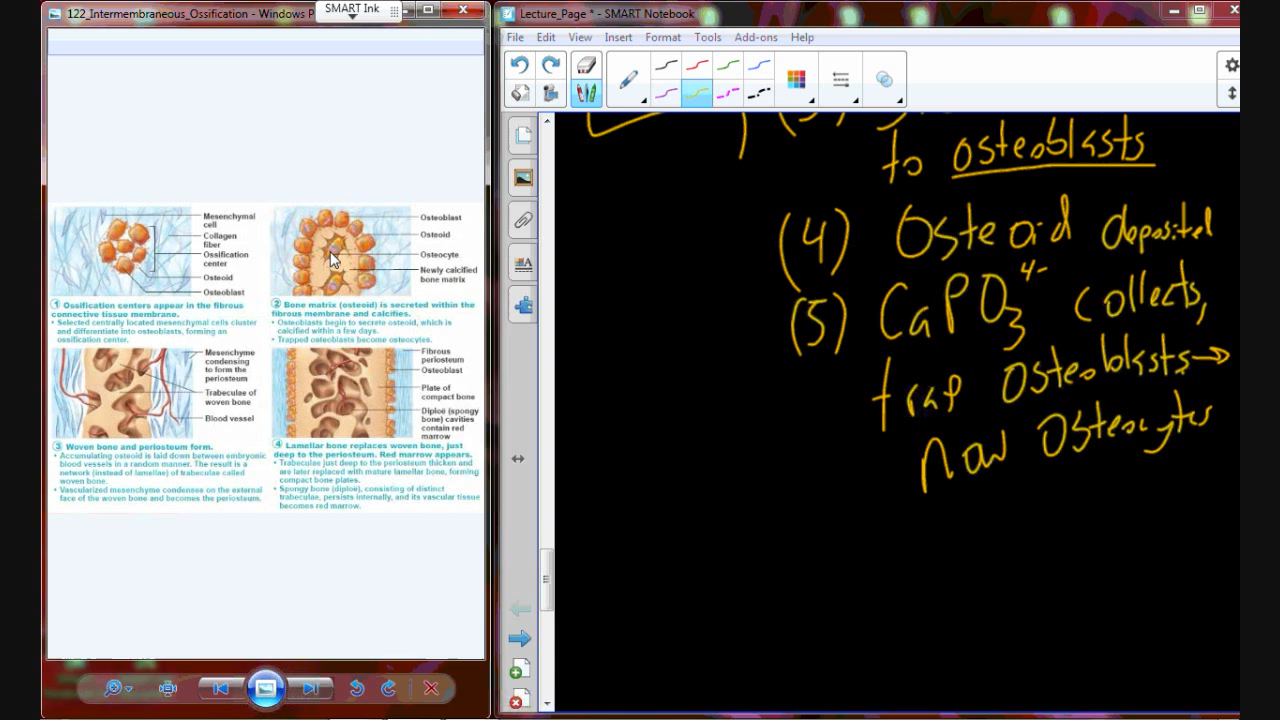 122_Intermembraneous_Ossification - Windows P
SMART Ink
Lecture_Page * - SMART Notebook
File Edit View Insert Format Tools Add-ons Help
Mesenchymal
cell
Collagen
fiber
Ossification
center
Osteoid
Osteoblast
1 Ossification centers appear in the fibrous
connective tissue membrane.
• Selected centrally located mesenchymal cells cluster
and differentiate into osteoblasts, forming an
ossification center.
Osteoblast
Osteoid
Osteocyte
Newly calcified
bone matrix
2 Bone matrix (osteoid) is secreted within the
fibrous membrane and calcifies.
• Osteoblasts begin to secrete osteoid, which is
calcified within a few days.
• Trapped osteoblasts become osteocytes.
Mesenchyme
condensing
to form the
periosteum
Trabeculae of
woven bone
Blood vessel
3 Woven bone and periosteum form.
• Accumulating osteoid is laid down between embryonic
blood vessels in a random manner. The result is a
network (instead of lamellae) of trabeculae called
woven bone.
• Vascularized mesenchyme condenses on the external
face of the woven bone and becomes the periosteum.
Fibrous
periosteum
Osteoblast
Plate of
compact bone
Diploë (spongy
bone) cavities
contain red
marrow
4 Lamellar bone replaces woven bone, just
deep to the periosteum. Red marrow appears.
• Trabeculae just deep to the periosteum thicken and
are later replaced with mature lamellar bone, forming
compact bone plates.
• Spongy bone (diploë), consisting of distinct
trabeculae, persists internally, and its vascular tissue
becomes red marrow.
to osteoblasts
(4) Osteoid deposited
(5) CaPO₃⁴⁻ collects,
trap Osteoblasts→
now Osteocytes